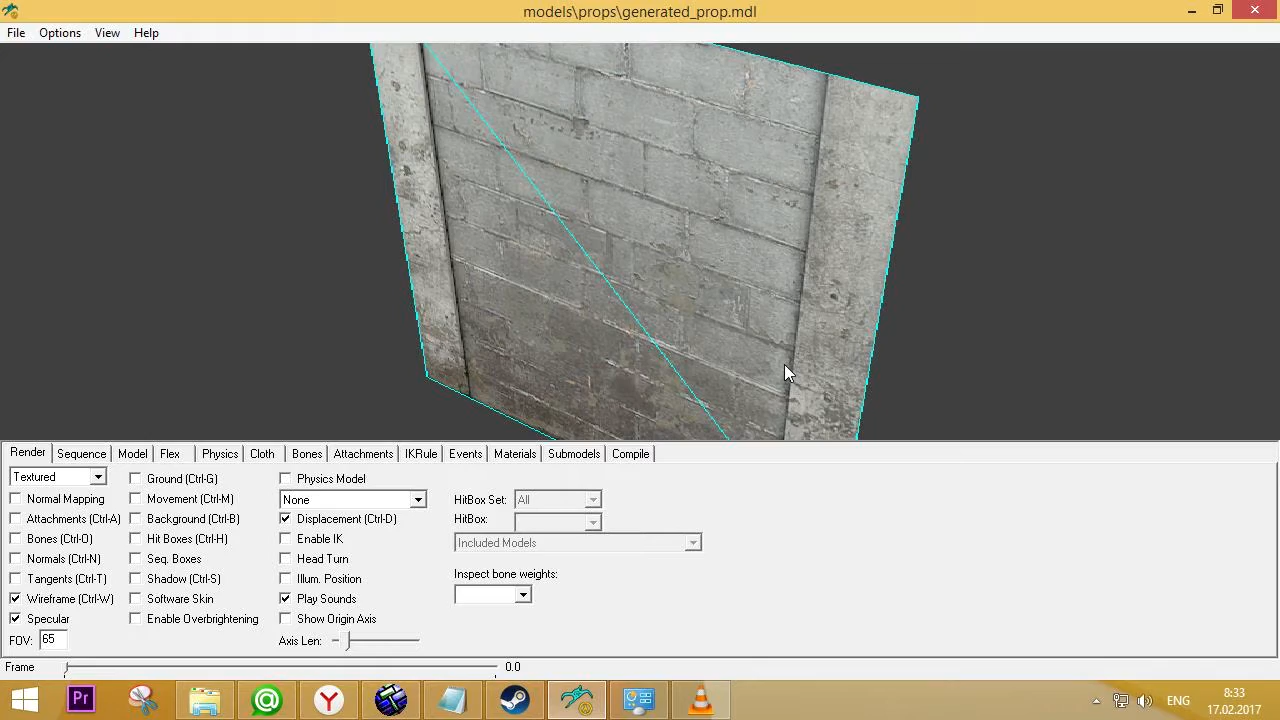 models\props\generated_prop.mdl
File Options View Help
Render Sequence Model Flex Physics Cloth Bones Attachments IKRule Events Materials Submodels Compile
Textured Ground (Ctrl-G) Physics Model
Normal Mapping Movement (Ctrl-M) None HitBox Set: All
Attachments (Ctrl-A) Background (Ctrl-B) Displacement (Ctrl-D) HitBox:
Bones (Ctrl-O) Hit Boxes (Ctrl-H) Enable IK Included Models
Normals (Ctrl-N) Seq. Boxes Head Turn
Tangents (Ctrl-T) Shadow (Ctrl-S) Illum. Position Inspect bone weights:
Wireframe (Ctrl-W) Software Skin Play Sounds
Specular Enable Overbrightening Show Origin Axis
FOV: 65 Axis Len:
Frame 0.0
Pr Y ENG 8:33
17.02.2017